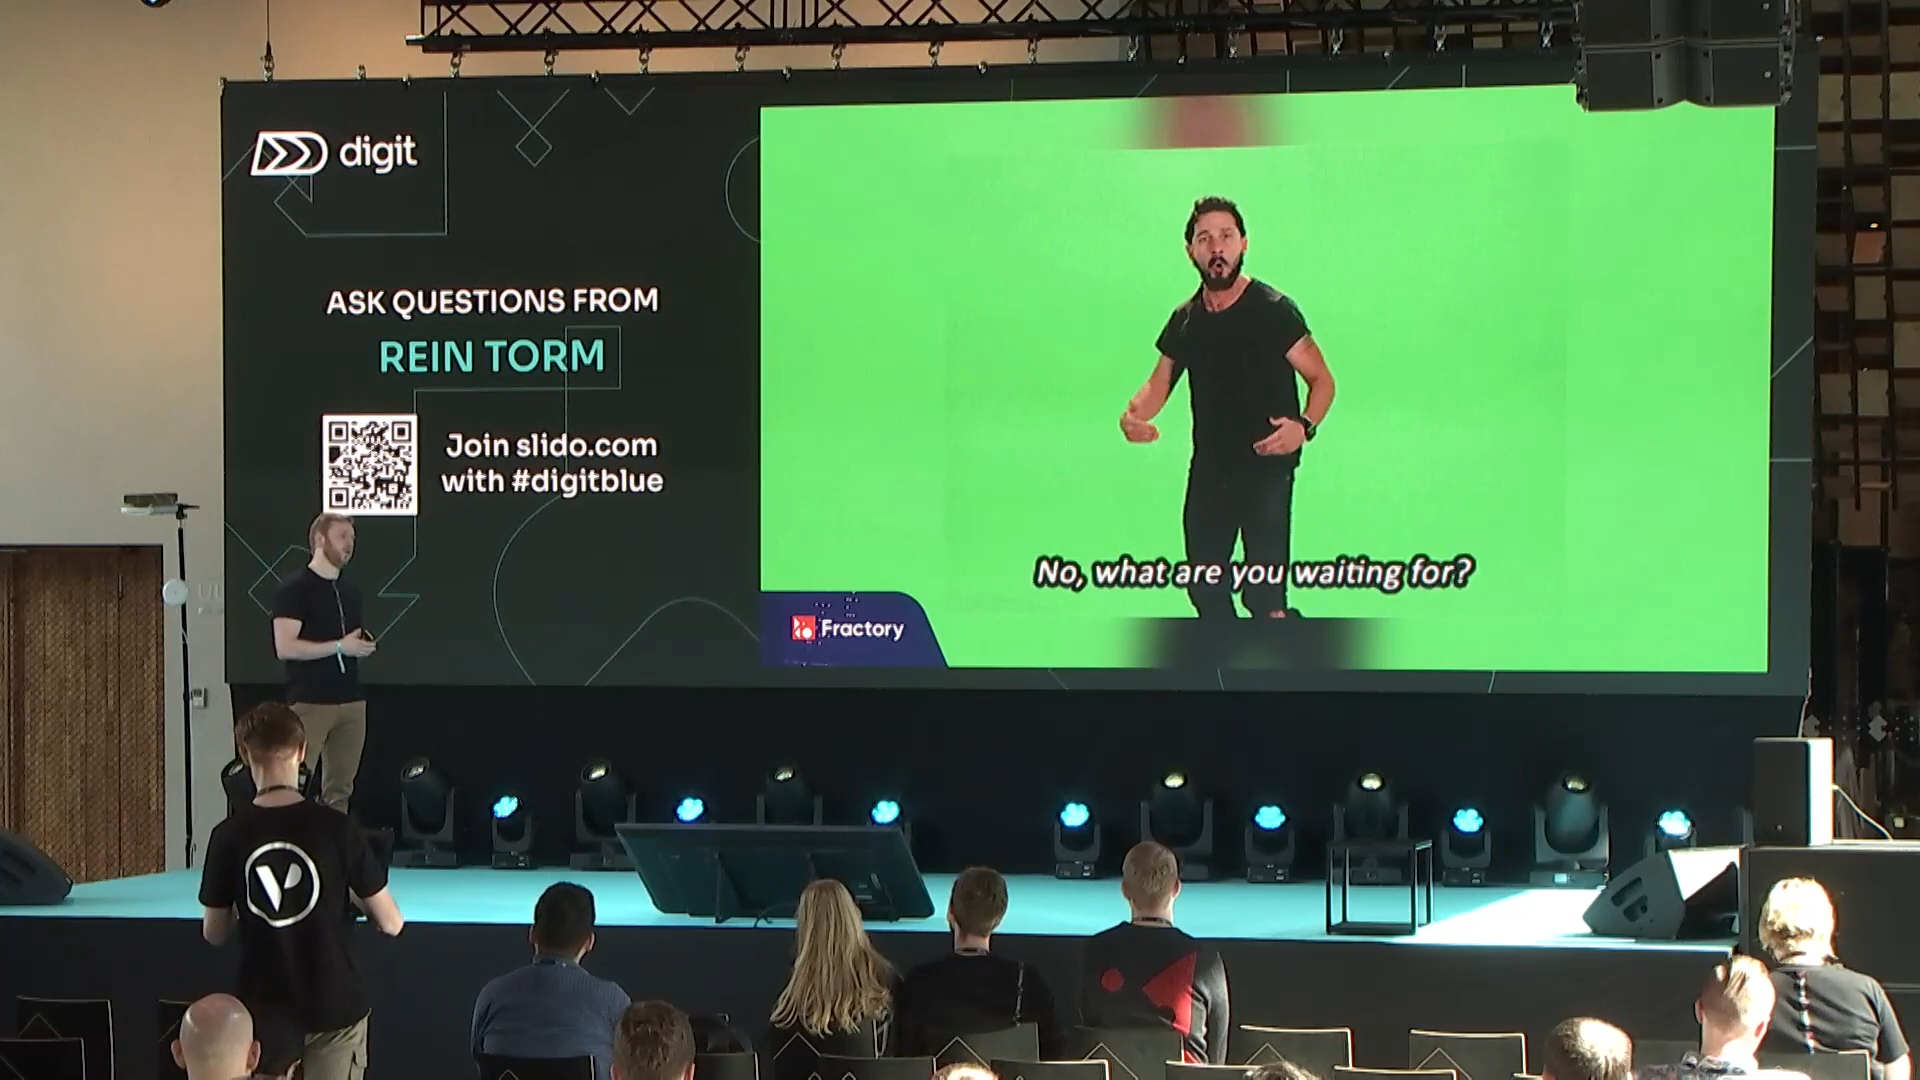 digit
ASK QUESTIONS FROM
REIN TORM
Join slido.com
with #digitblue
No, what are you waiting for?
Fractory